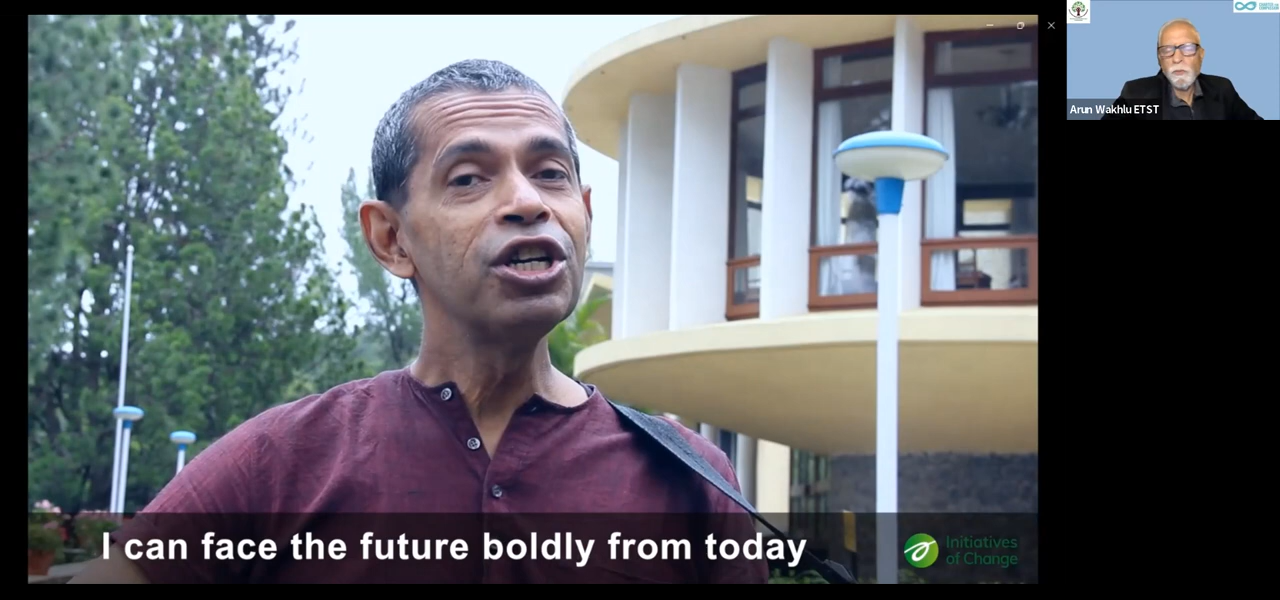 I can face the future boldly from today
Initiatives
of Change
Arun Wakhlu ETST